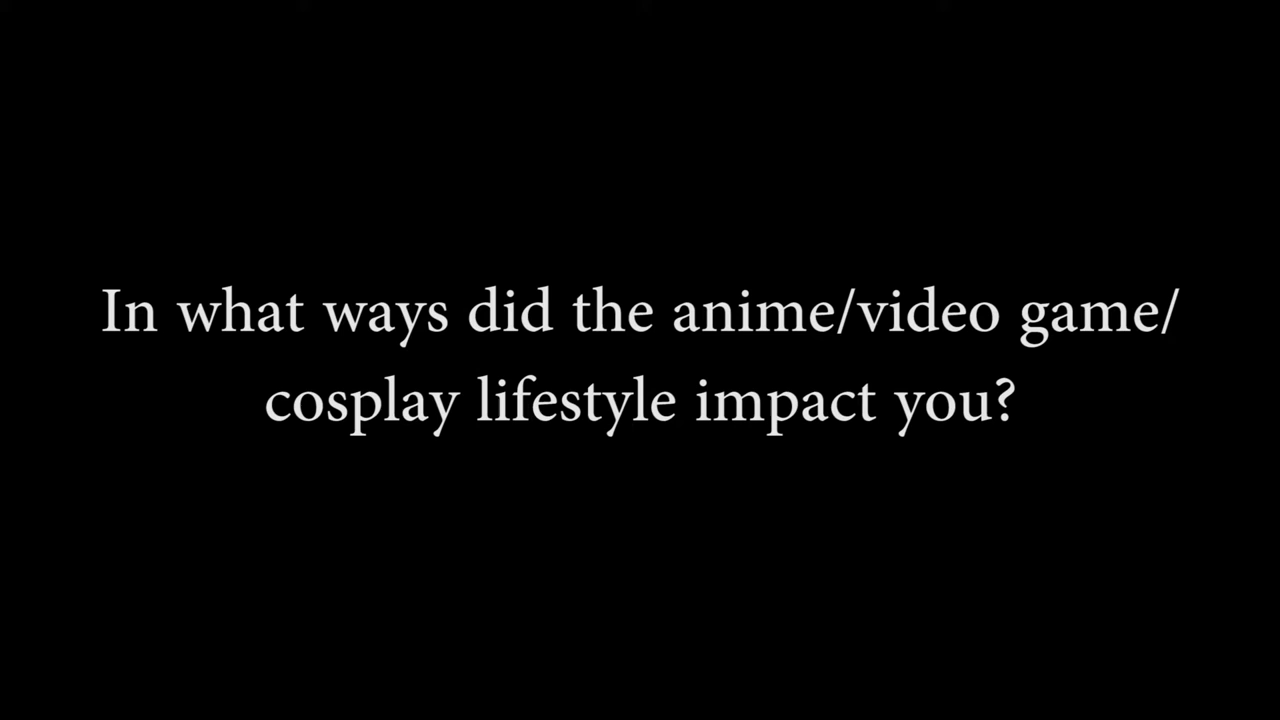 In what ways did the anime/video game/
cosplay lifestyle impact you?